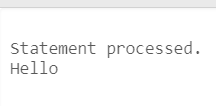 Statement processed.
Hello